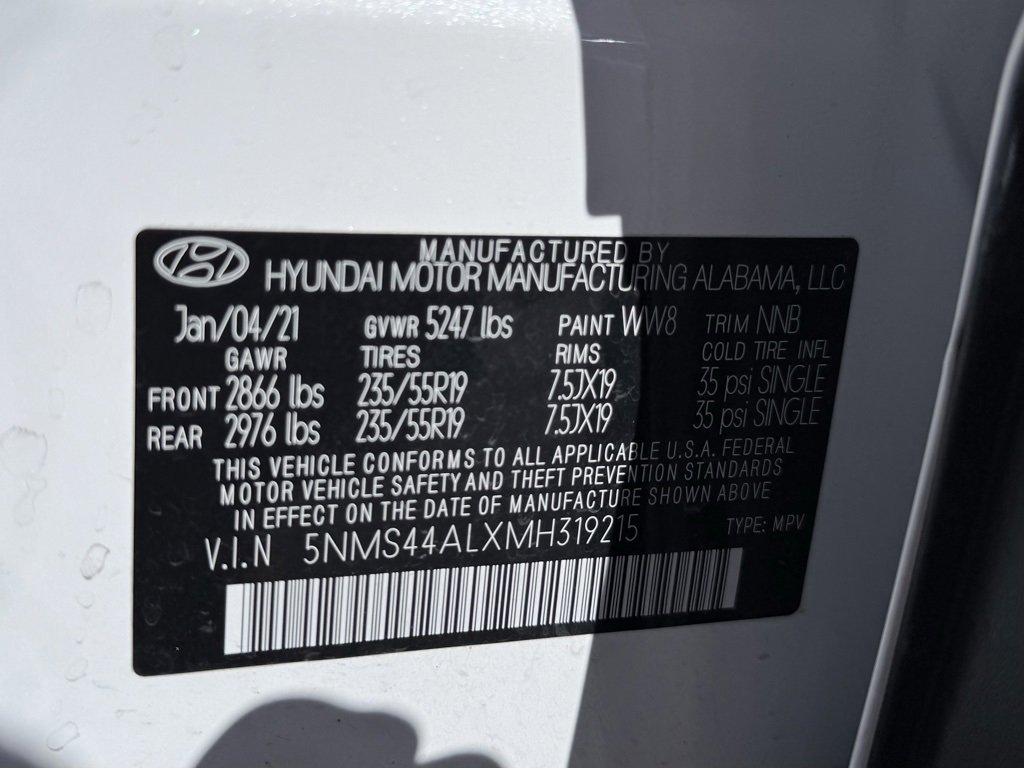 MANUFACTURED BY
HYUNDAI MOTOR MANUFACTURING ALABAMA, LLC
Jan/04/21 GVWR 5247 lbs PAINT WW8 TRIM NNB
GAWR TIRES RIMS COLD TIRE INFL
FRONT 2866 lbs 235/55R19 7.5JX19 35 psi SINGLE
REAR 2976 lbs 235/55R19 7.5JX19 35 psi SINGLE
THIS VEHICLE CONFORMS TO ALL APPLICABLE U.S.A. FEDERAL
MOTOR VEHICLE SAFETY AND THEFT PREVENTION STANDARDS
IN EFFECT ON THE DATE OF MANUFACTURE SHOWN ABOVE
V.I.N 5NMS44ALXMH319215 TYPE: MPV